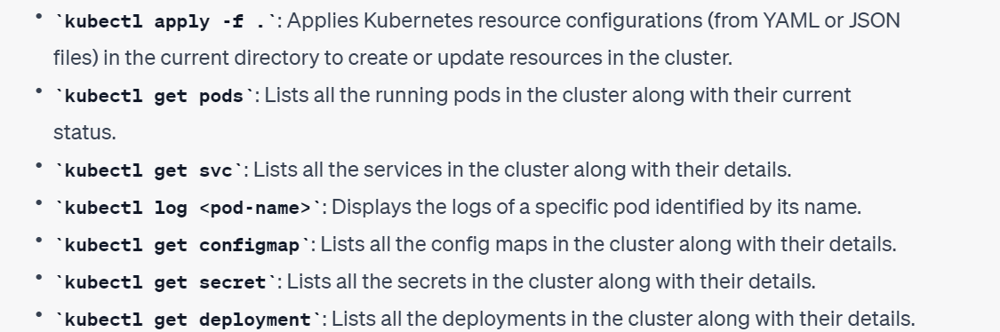 • `kubectl apply -f .`: Applies Kubernetes resource configurations (from YAML or JSON
files) in the current directory to create or update resources in the cluster.
• `kubectl get pods`: Lists all the running pods in the cluster along with their current
status.
• `kubectl get svc`: Lists all the services in the cluster along with their details.
• `kubectl log <pod-name>`: Displays the logs of a specific pod identified by its name.
• `kubectl get configmap`: Lists all the config maps in the cluster along with their details.
• `kubectl get secret`: Lists all the secrets in the cluster along with their details.
• `kubectl get deployment`: Lists all the deployments in the cluster along with their details.